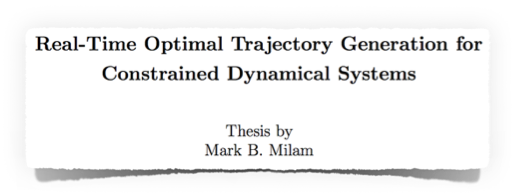 Real-Time Optimal Trajectory Generation for
Constrained Dynamical Systems
Thesis by
Mark B. Milam